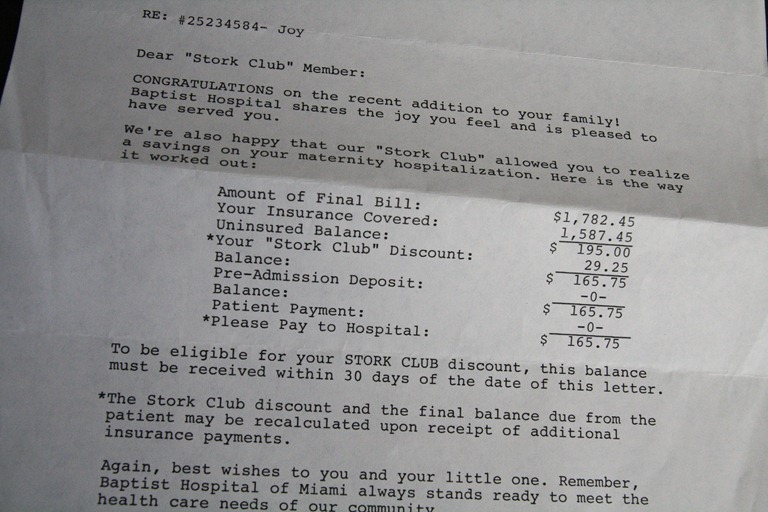 RE: #25234584- Joy
Dear "Stork Club" Member:
CONGRATULATIONS on the recent addition to your family!
Baptist Hospital shares the joy you feel and is pleased to
have served you.
We're also happy that our "Stork Club" allowed you to realize
a savings on your maternity hospitalization. Here is the way
it worked out:
Amount of Final Bill: $1,782.45
Your Insurance Covered: 1,587.45
Uninsured Balance: $ 195.00
*Your "Stork Club" Discount: 29.25
Balance: $ 165.75
Pre-Admission Deposit: -0-
Balance: $ 165.75
Patient Payment: -0-
*Please Pay to Hospital: $ 165.75
To be eligible for your STORK CLUB discount, this balance
must be received within 30 days of the date of this letter.
*The Stork Club discount and the final balance due from the
patient may be recalculated upon receipt of additional
insurance payments.
Again, best wishes to you and your little one. Remember,
Baptist Hospital of Miami always stands ready to meet the
health care needs of our community